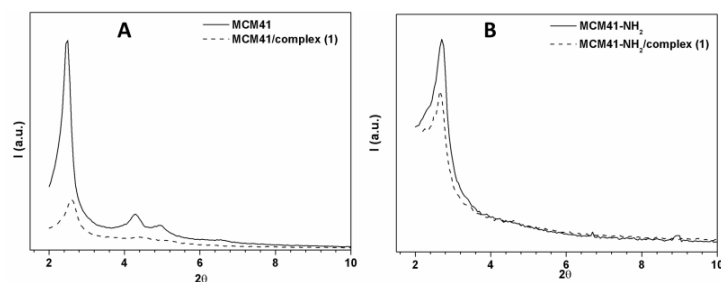 A
MCM41
MCM41/complex (1)
I (a.u.)
2 4 6 8 10
2θ
B
MCM41-NH₂
MCM41-NH₂/complex (1)
I (a.u.)
2 4 6 8 10
2θ